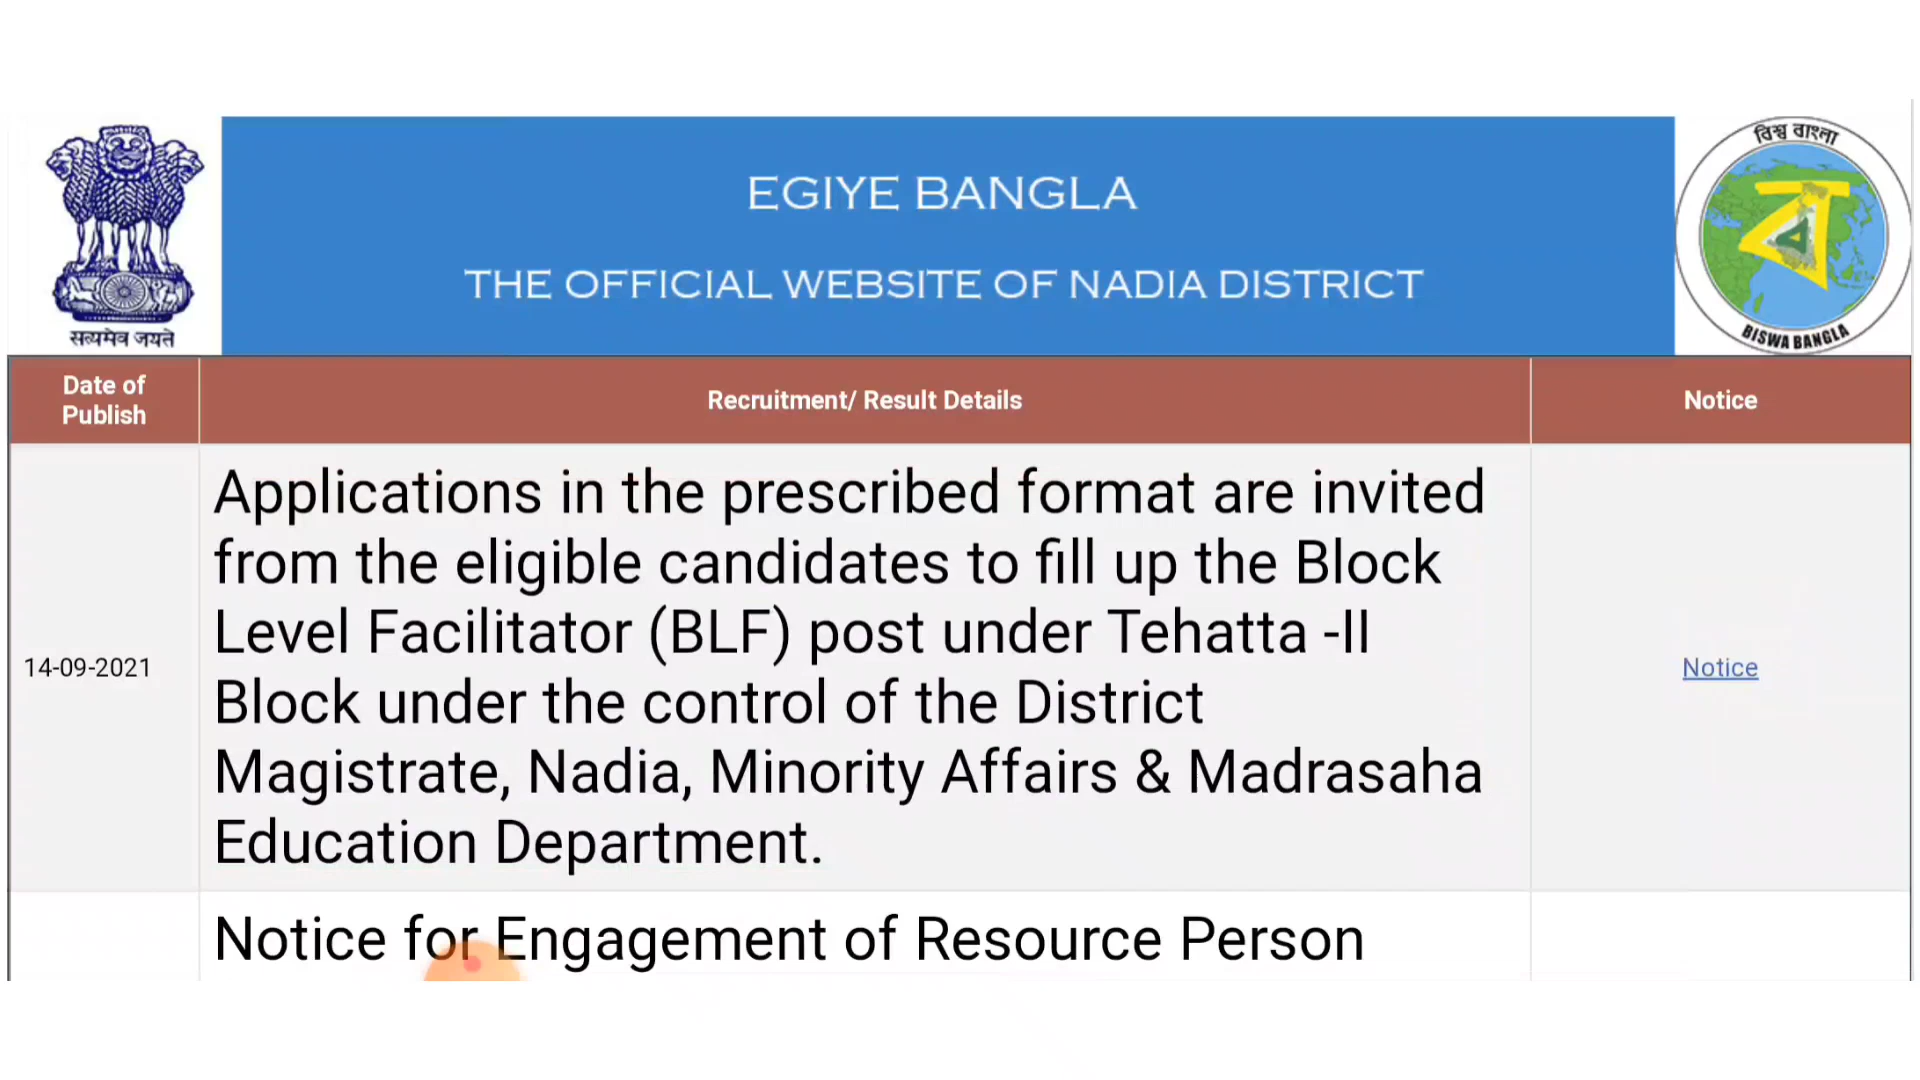 सत्यमेव जयते
EGIYE BANGLA
THE OFFICIAL WEBSITE OF NADIA DISTRICT
বিশ্ব বাংলা
ব
BISWA BANGLA
Date of
Publish
Recruitment/ Result Details
Notice
14-09-2021
Applications in the prescribed format are invited
from the eligible candidates to fill up the Block
Level Facilitator (BLF) post under Tehatta -II
Block under the control of the District
Magistrate, Nadia, Minority Affairs & Madrasaha
Education Department.
Notice
Notice for Engagement of Resource Person